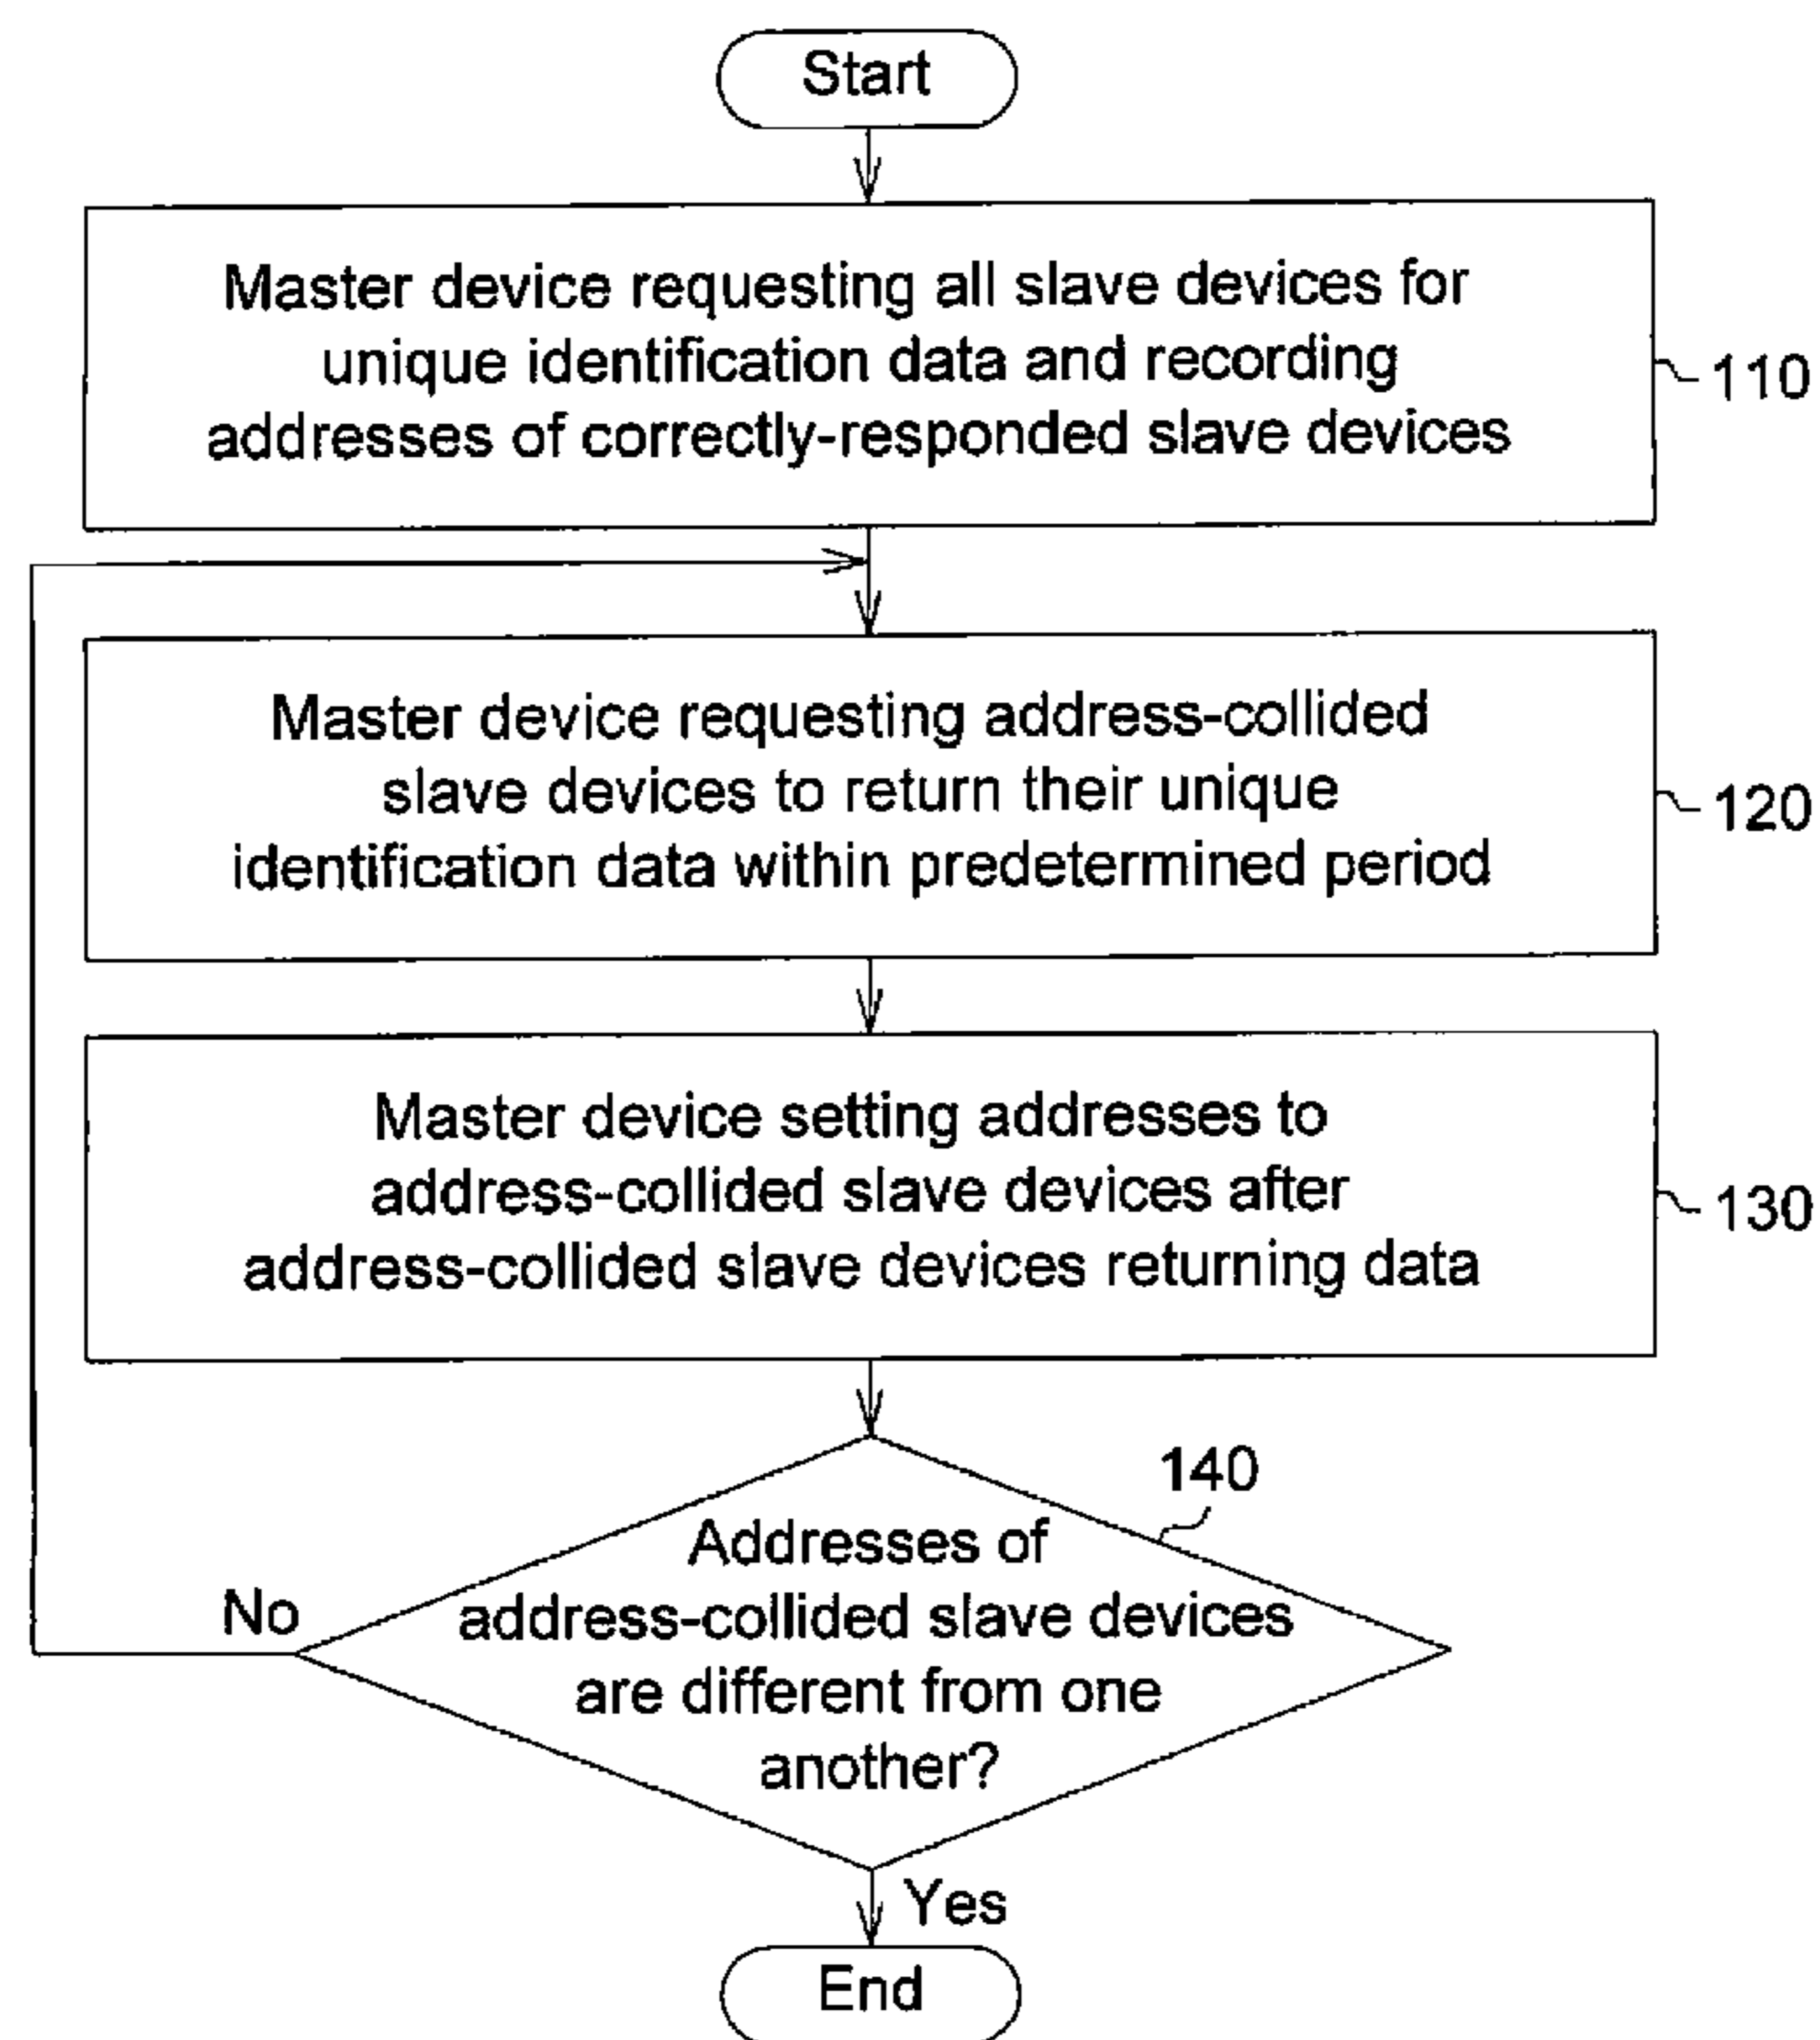 Start
Master device requesting all slave devices for
unique identification data and recording
addresses of correctly-responded slave devices
110
Master device requesting address-collided
slave devices to return their unique
identification data within predetermined period
120
Master device setting addresses to
address-collided slave devices after
address-collided slave devices returning data
130
140
Addresses of
address-collided slave devices
are different from one
another?
No
Yes
End